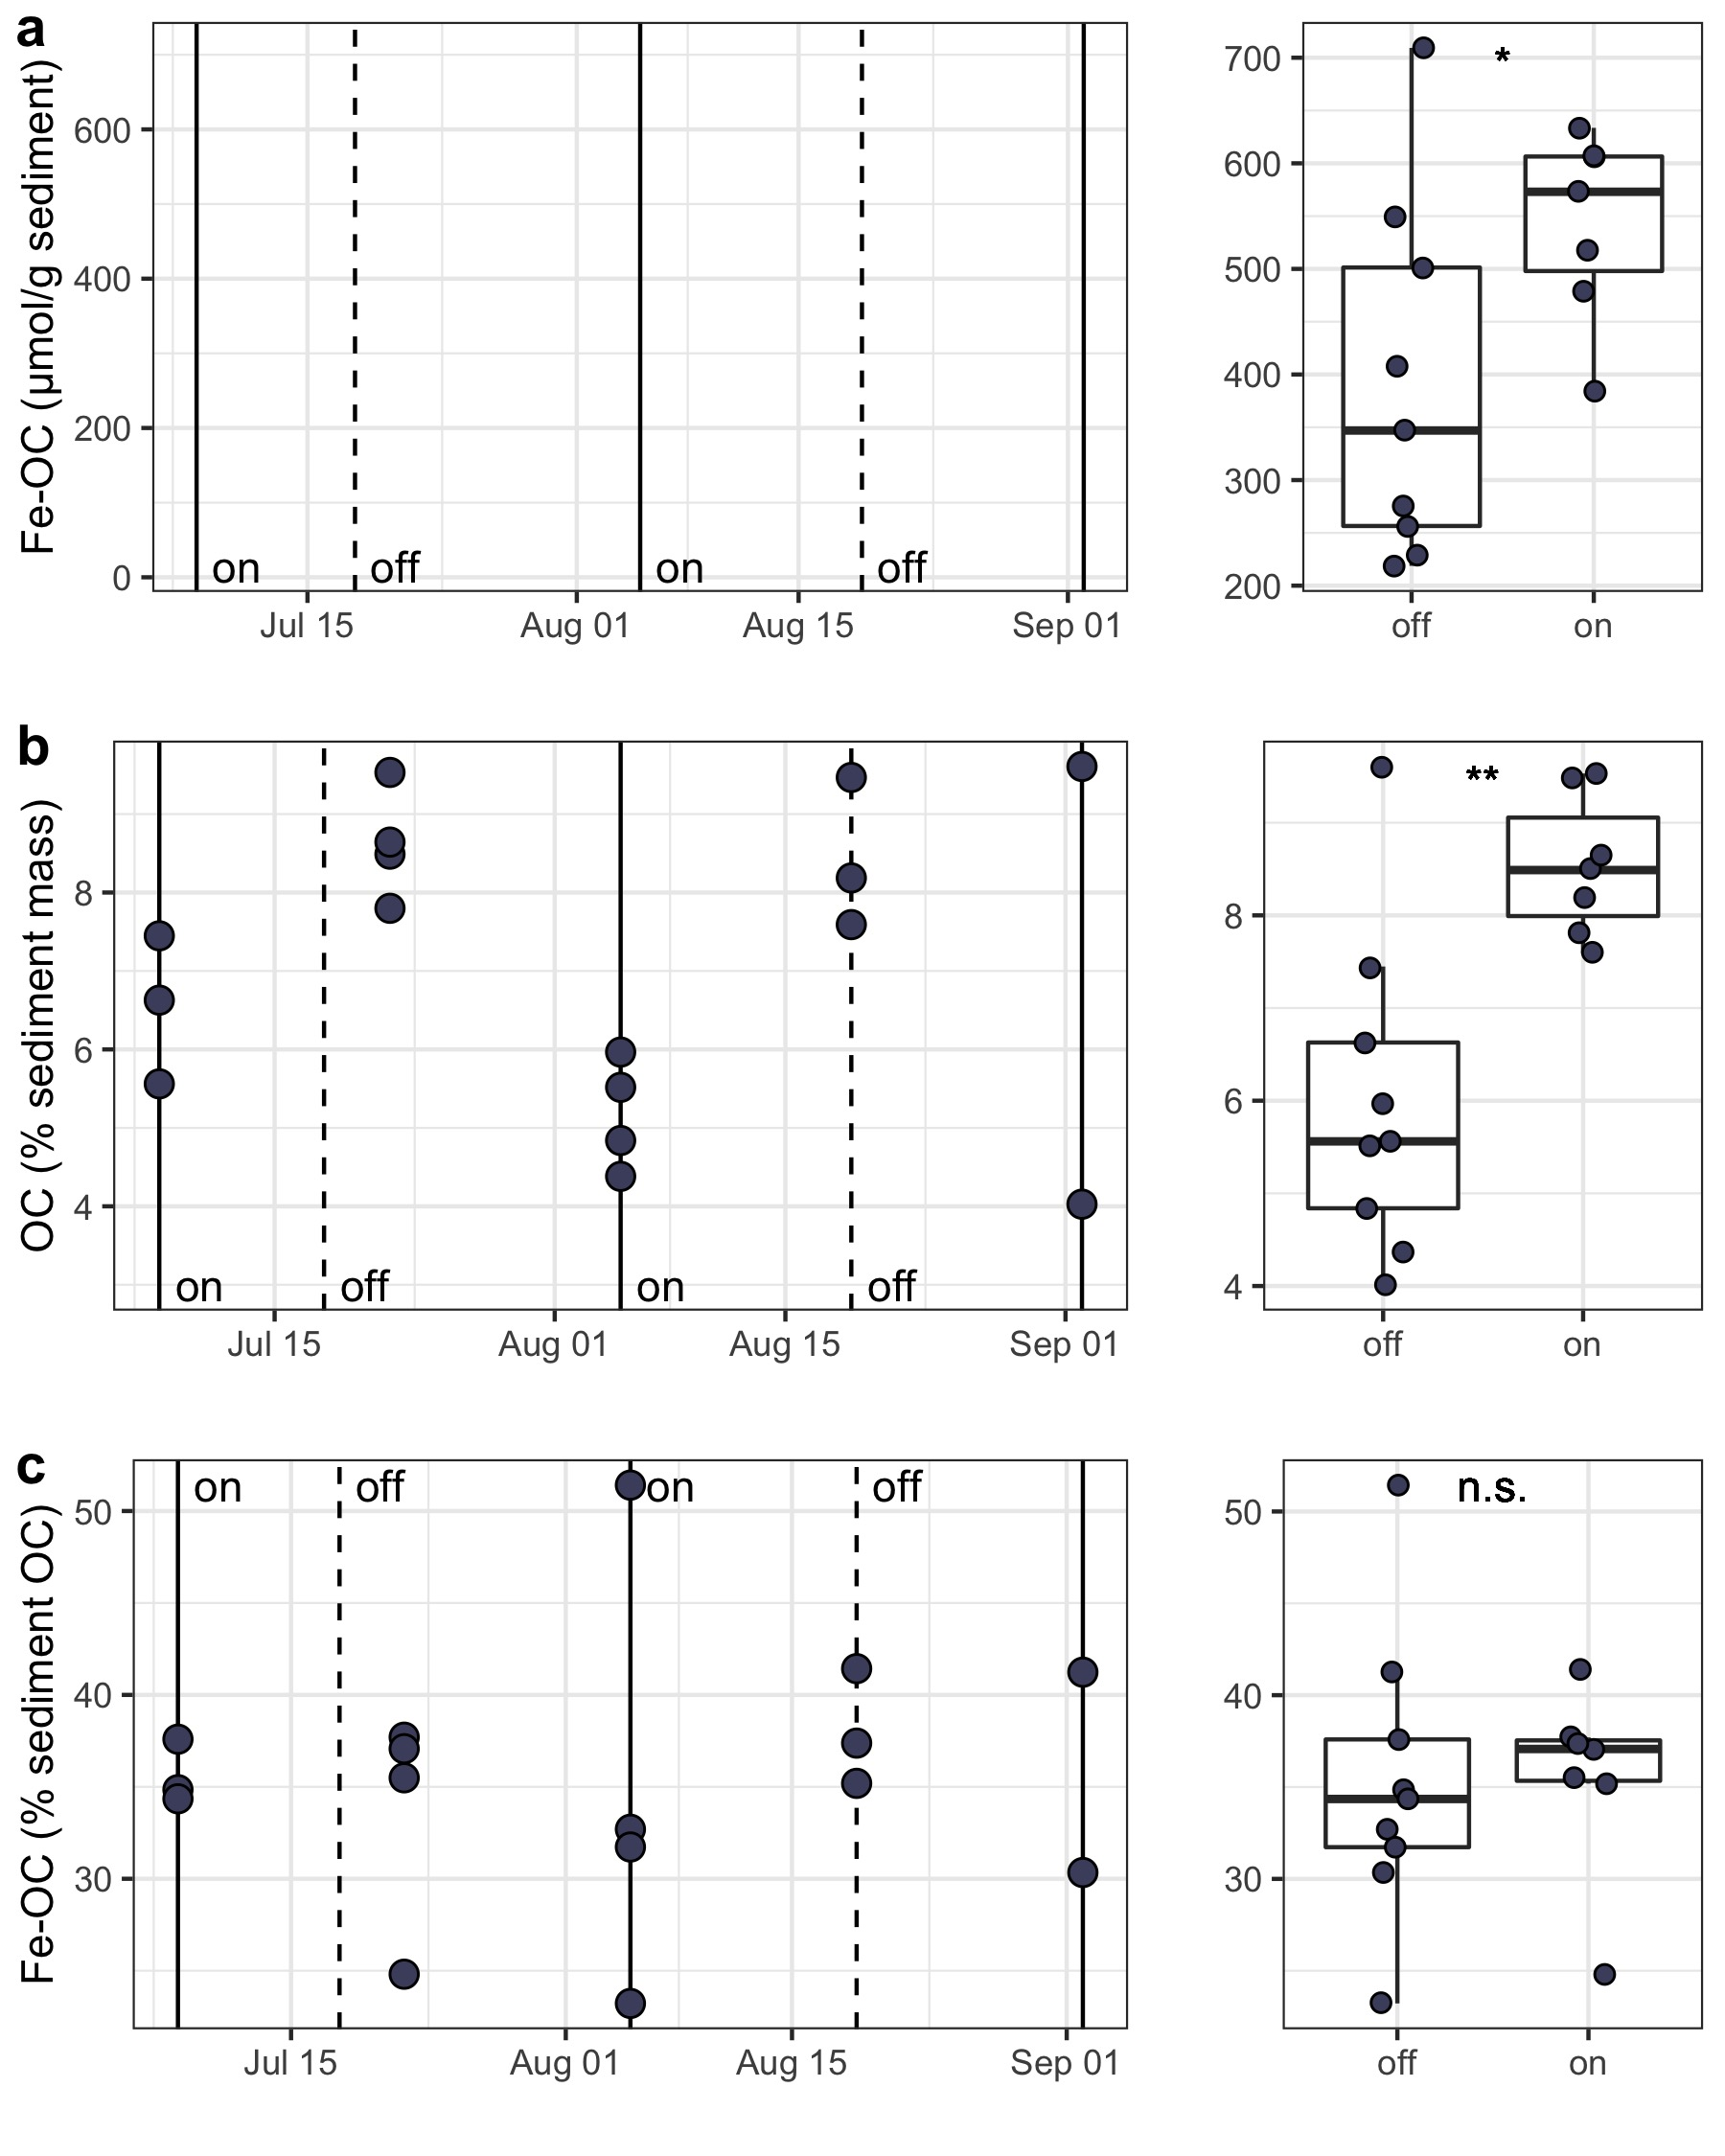 a
Fe-OC (µmol/g sediment)
600
400
200
0
on
off
on
off
Jul 15
Aug 01
Aug 15
Sep 01
700
600
500
400
300
200
*
off
on
b
OC (% sediment mass)
8
6
4
on
off
on
off
Jul 15
Aug 01
Aug 15
Sep 01
8
6
4
**
off
on
c
Fe-OC (% sediment OC)
50
40
30
on
off
on
off
Jul 15
Aug 01
Aug 15
Sep 01
50
40
30
n.s.
off
on